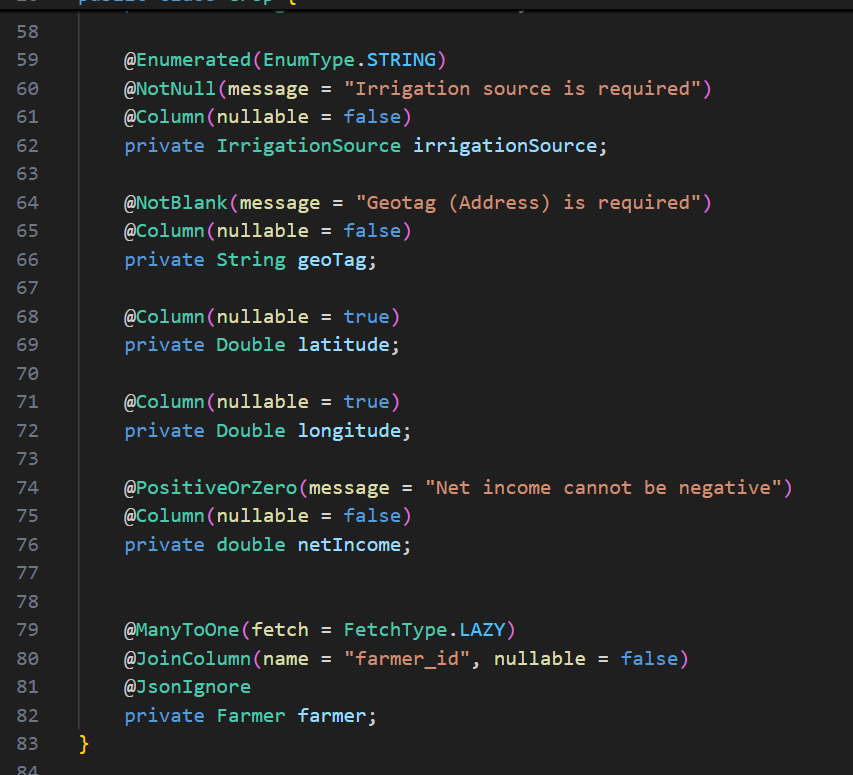 public class Crop {
58
59 @Enumerated(EnumType.STRING)
60 @NotNull(message = "Irrigation source is required")
61 @Column(nullable = false)
62 private IrrigationSource irrigationSource;
63
64 @NotBlank(message = "Geotag (Address) is required")
65 @Column(nullable = false)
66 private String geoTag;
67
68 @Column(nullable = true)
69 private Double latitude;
70
71 @Column(nullable = true)
72 private Double longitude;
73
74 @PositiveOrZero(message = "Net income cannot be negative")
75 @Column(nullable = false)
76 private double netIncome;
77
78
79 @ManyToOne(fetch = FetchType.LAZY)
80 @JoinColumn(name = "farmer_id", nullable = false)
81 @JsonIgnore
82 private Farmer farmer;
83 }
84